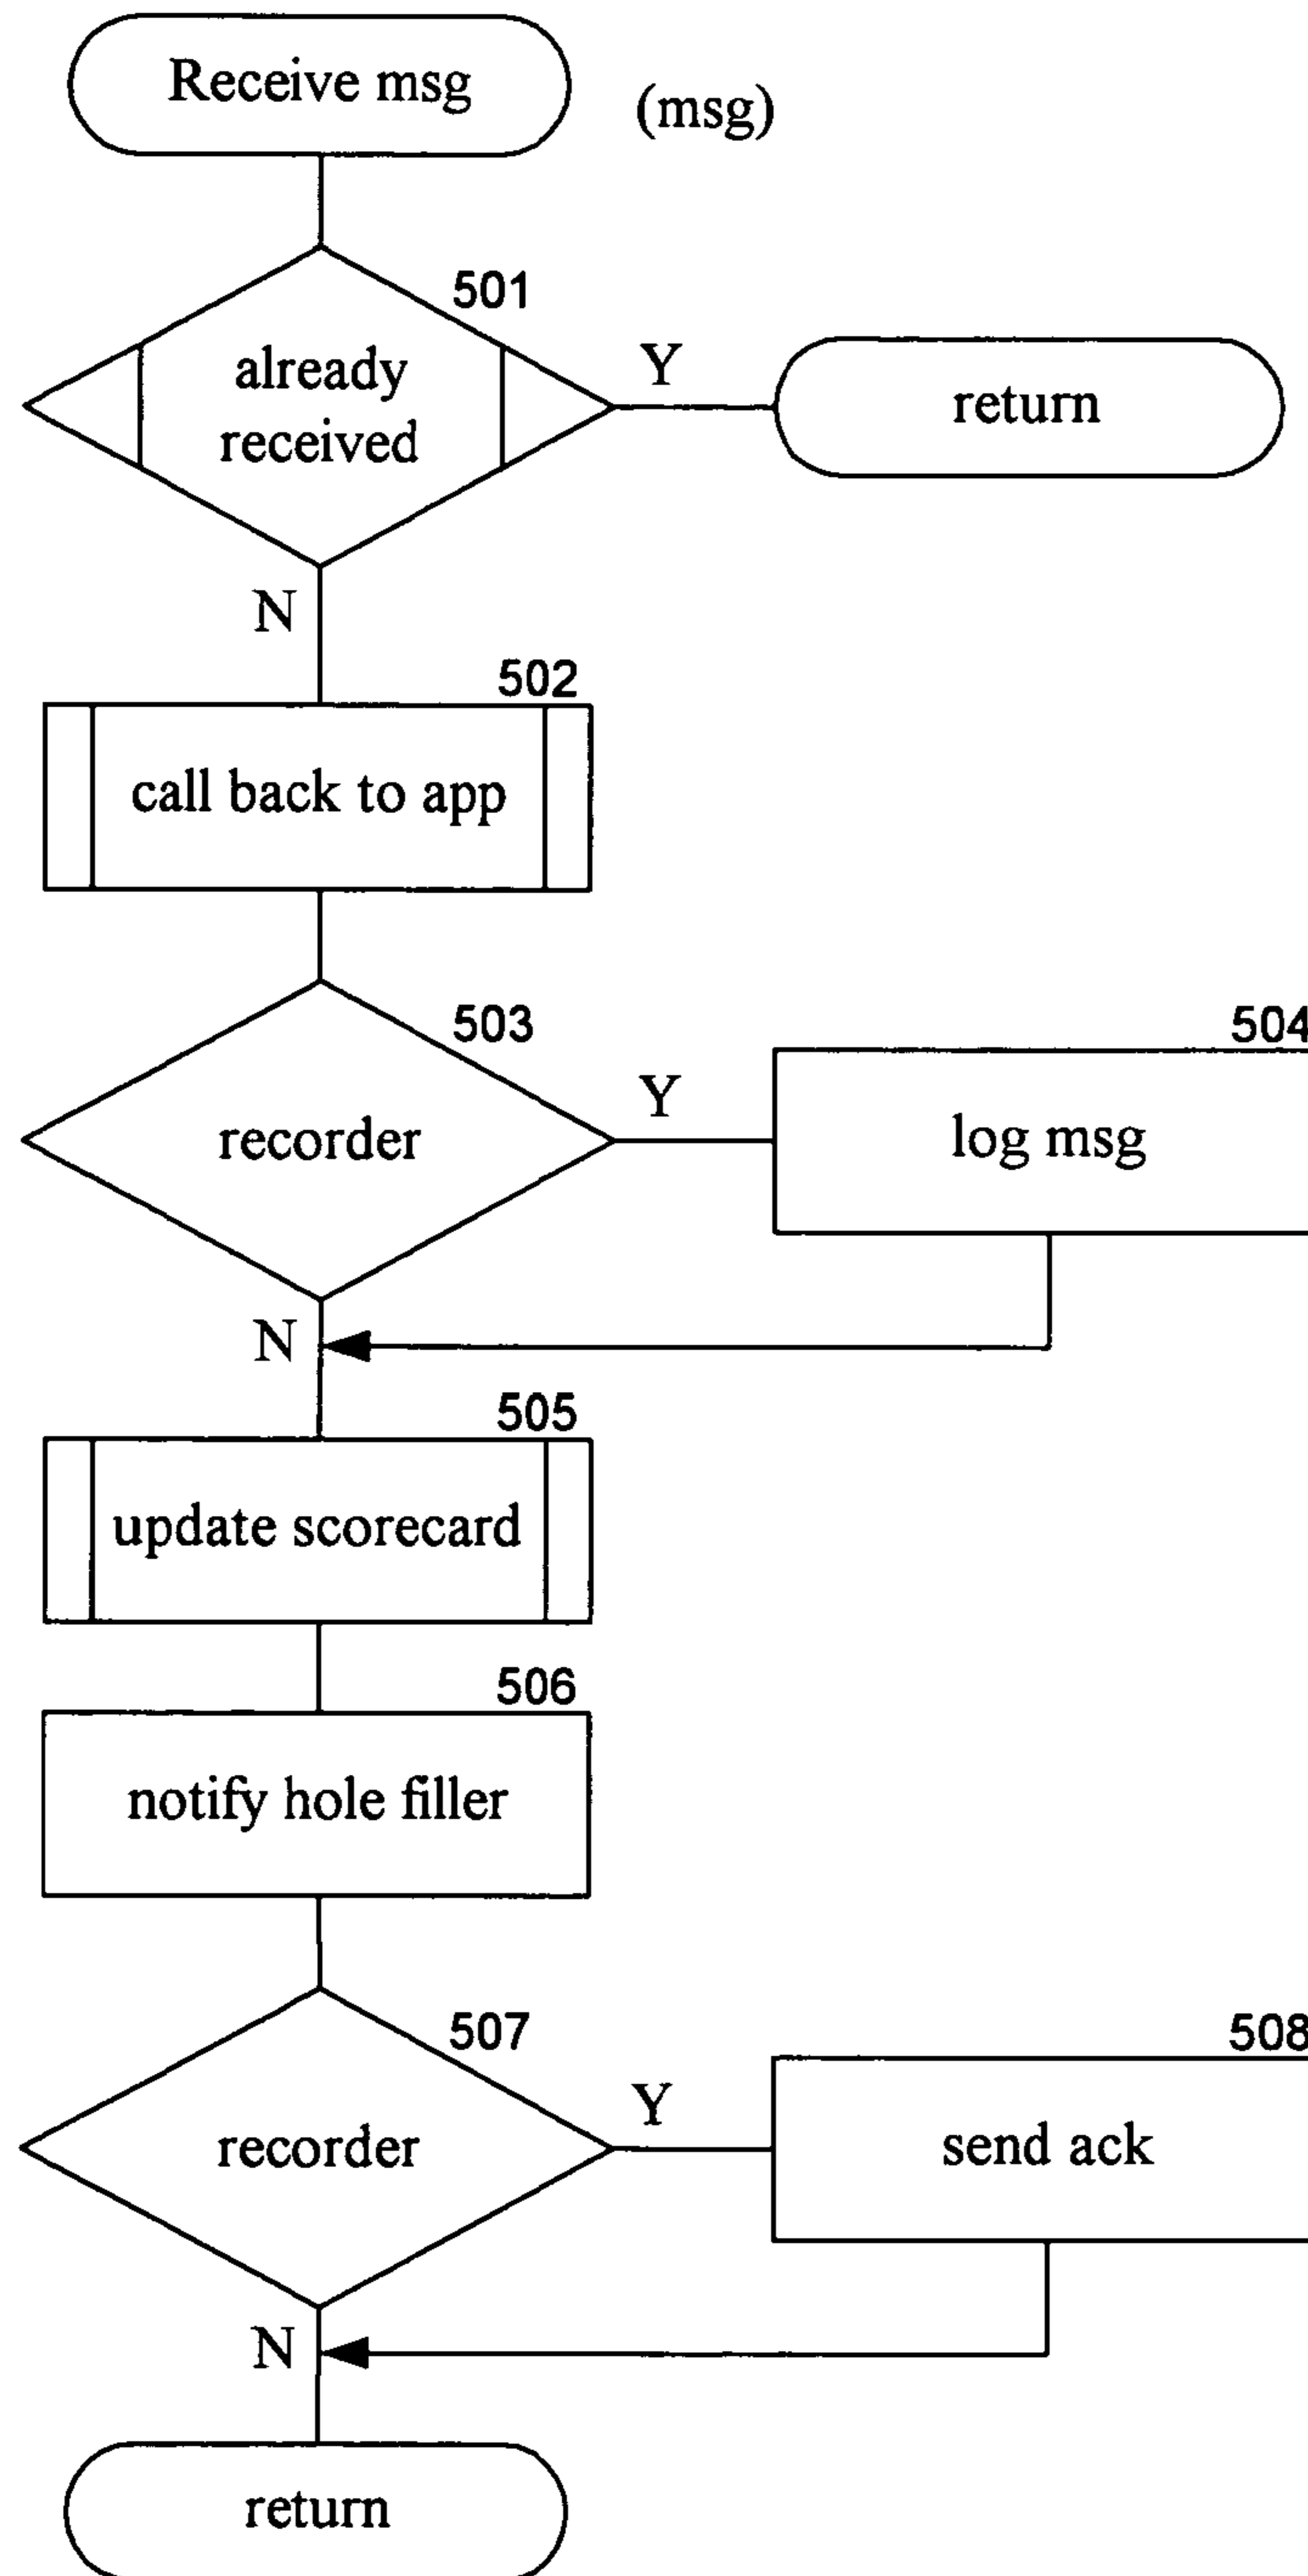 Receive msg
(msg)
501
already
received
Y
return
N
502
call back to app
503
recorder
Y
504
log msg
N
505
update scorecard
506
notify hole filler
507
recorder
Y
508
send ack
N
return